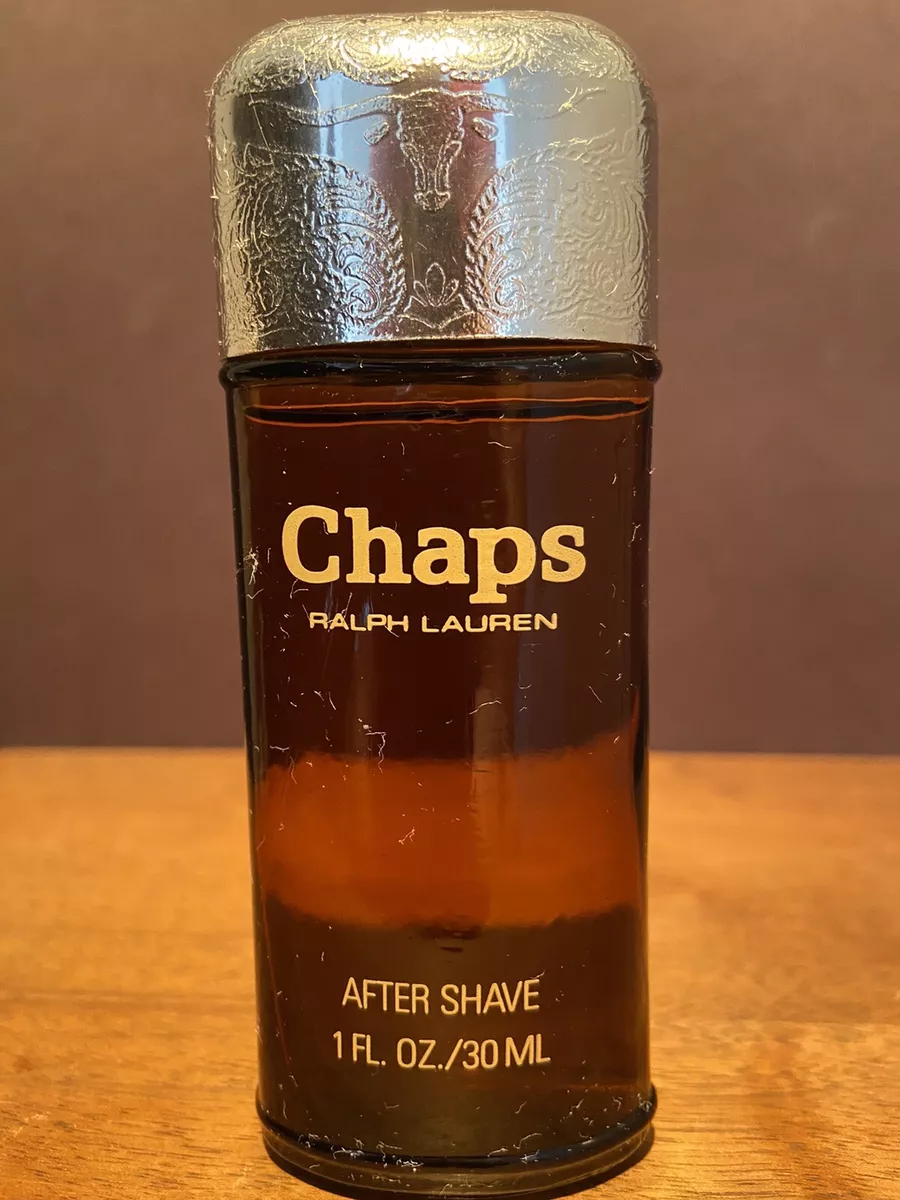 Chaps
RALPH LAUREN
AFTER SHAVE
1 FL. OZ./30 ML